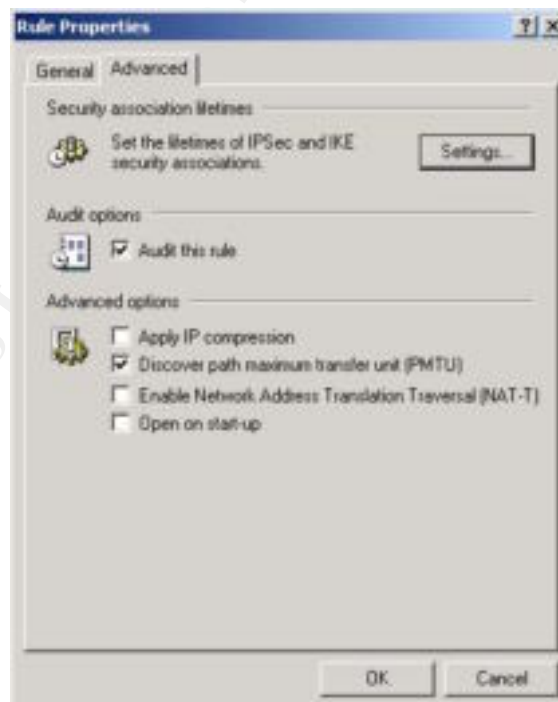 Rule Properties
General
Advanced
Security association lifetimes
Set the lifetimes of IPSec and IKE
security associations.
Settings...
Audit options
Audit this rule
Advanced options
Apply IP compression
Discover path maximum transfer unit (PMTU)
Enable Network Address Translation Traversal (NAT-T)
Open on start-up
OK
Cancel